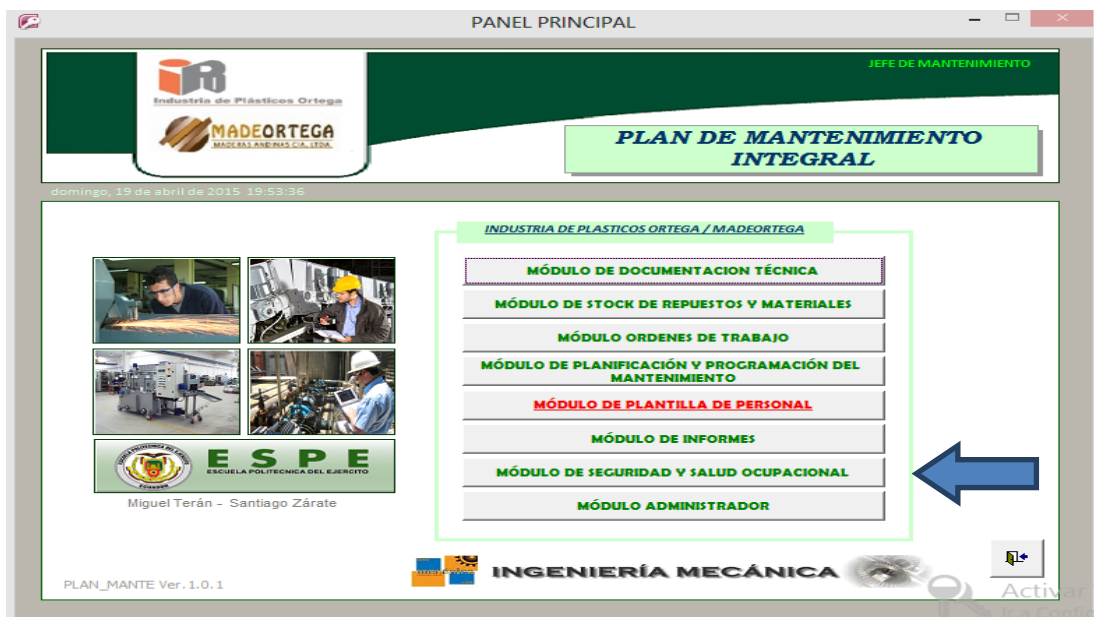 PANEL PRINCIPAL
JEFE DE MANTENIMIENTO
Industria de Plásticos Ortega
MADEORTEGA
MADERAS ANDINAS CIA. LTDA.
PLAN DE MANTENIMIENTO
INTEGRAL
domingo, 19 de abril de 2015 19:53:36
INDUSTRIA DE PLASTICOS ORTEGA / MADEORTEGA
MÓDULO DE DOCUMENTACION TÉCNICA
MÓDULO DE STOCK DE REPUESTOS Y MATERIALES
MÓDULO ORDENES DE TRABAJO
MÓDULO DE PLANIFICACIÓN Y PROGRAMACIÓN DEL
MANTENIMIENTO
MÓDULO DE PLANTILLA DE PERSONAL
MÓDULO DE INFORMES
MÓDULO DE SEGURIDAD Y SALUD OCUPACIONAL
MÓDULO ADMINISTRADOR
ESPE
ESCUELA POLITECNICA DEL EJERCITO
Miguel Terán - Santiago Zárate
INGENIERÍA MECÁNICA
PLAN_MANTE Ver.1.0.1
Activar
Ir a Config